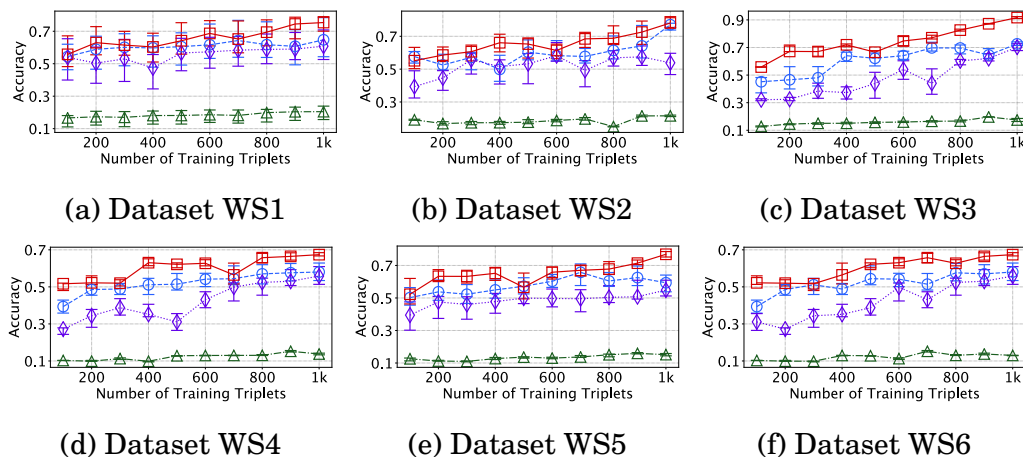 Accuracy
0.7
0.5
0.3
0.1
200 400 600 800 1k
Number of Training Triplets
(a) Dataset WS1
Accuracy
0.7
0.5
0.3
200 400 600 800 1k
Number of Training Triplets
(b) Dataset WS2
Accuracy
0.9
0.7
0.5
0.3
0.1
200 400 600 800 1k
Number of Training Triplets
(c) Dataset WS3
Accuracy
0.7
0.5
0.3
0.1
200 400 600 800 1k
Number of Training Triplets
(d) Dataset WS4
Accuracy
0.7
0.5
0.3
0.1
200 400 600 800 1k
Number of Training Triplets
(e) Dataset WS5
Accuracy
0.7
0.5
0.3
0.1
200 400 600 800 1k
Number of Training Triplets
(f) Dataset WS6